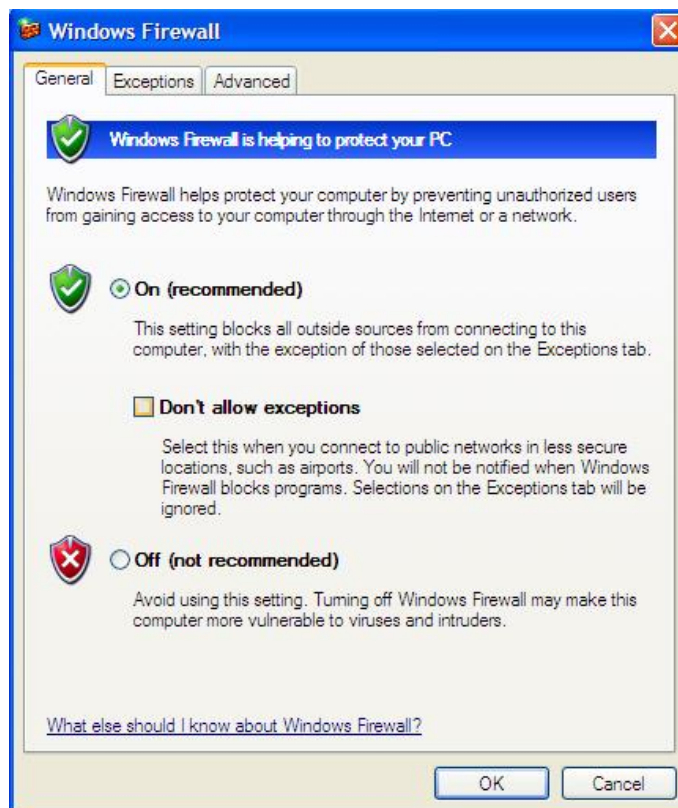 Windows Firewall
General Exceptions Advanced
Windows Firewall is helping to protect your PC
Windows Firewall helps protect your computer by preventing unauthorized users
from gaining access to your computer through the Internet or a network.
On (recommended)
This setting blocks all outside sources from connecting to this
computer, with the exception of those selected on the Exceptions tab.
Don't allow exceptions
Select this when you connect to public networks in less secure
locations, such as airports. You will not be notified when Windows
Firewall blocks programs. Selections on the Exceptions tab will be
ignored.
Off (not recommended)
Avoid using this setting. Turning off Windows Firewall may make this
computer more vulnerable to viruses and intruders.
What else should I know about Windows Firewall?
OK Cancel